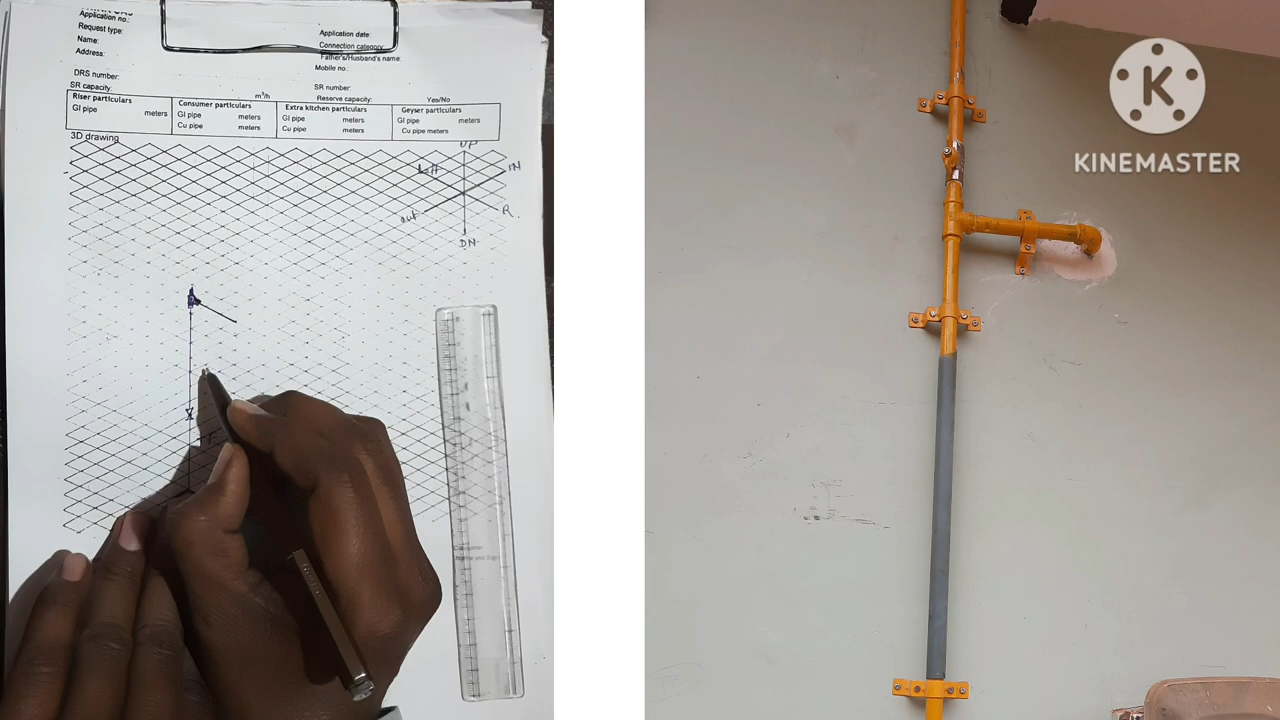 Application no.:
Application date:
Request type:
Connection category
Name:
Father's/Husband's name:
Address:
Mobile no.:
DRS number:
SR number:
SR capacity: m³/h
Reserve capacity: Yes/No
Riser particulars
GI pipe meters
Consumer particulars
GI pipe meters
Cu pipe meters
Extra kitchen particulars
GI pipe meters
Cu pipe meters
Geyser particulars
GI pipe meters
Cu pipe meters
3D drawing
UP
IN
out
R
DN
K
KINEMASTER